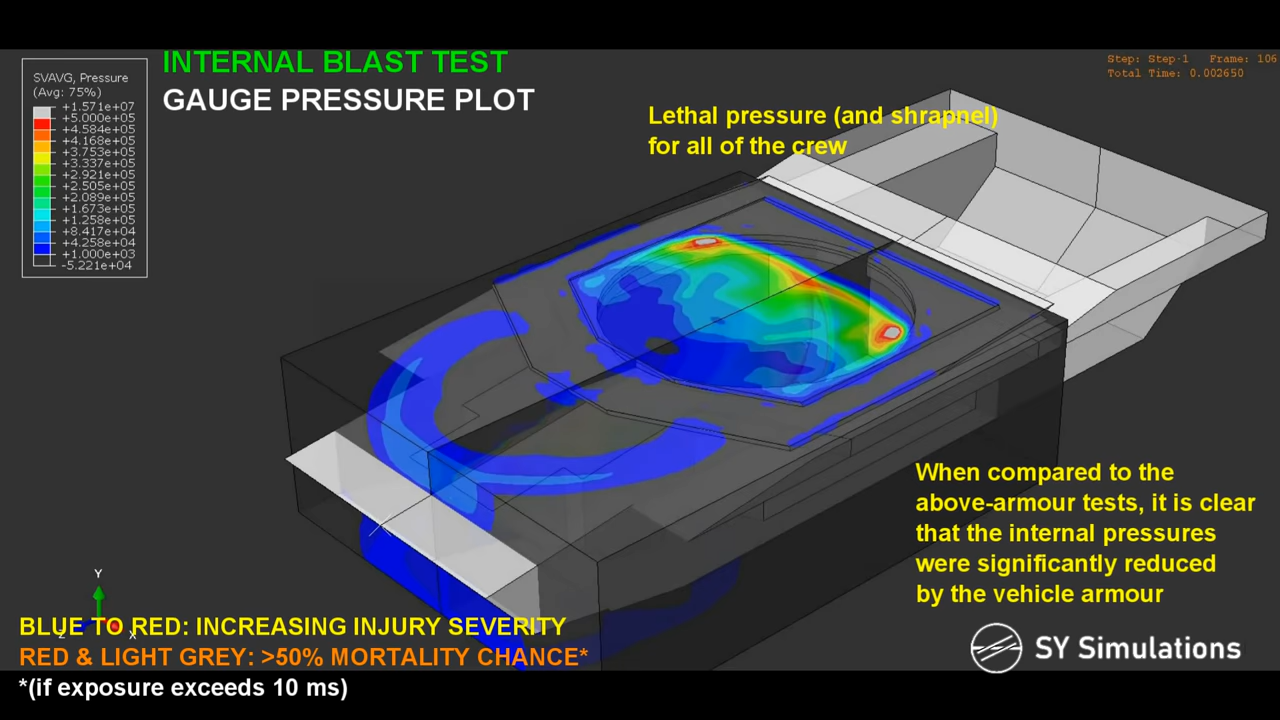 INTERNAL BLAST TEST
GAUGE PRESSURE PLOT
Step: Step-1 Frame: 106
Total Time: 0.002650
SVAVG, Pressure
(Avg: 75%)
+1.571e+07
+5.000e+05
+4.584e+05
+4.168e+05
+3.753e+05
+3.337e+05
+2.921e+05
+2.505e+05
+2.089e+05
+1.673e+05
+1.258e+05
+8.417e+04
+4.258e+04
+1.000e+03
-5.221e+04
Lethal pressure (and shrapnel)
for all of the crew
When compared to the
above-armour tests, it is clear
that the internal pressures
were significantly reduced
by the vehicle armour
Y
Z
X
BLUE TO RED: INCREASING INJURY SEVERITY
RED & LIGHT GREY: >50% MORTALITY CHANCE*
*(if exposure exceeds 10 ms)
SY Simulations